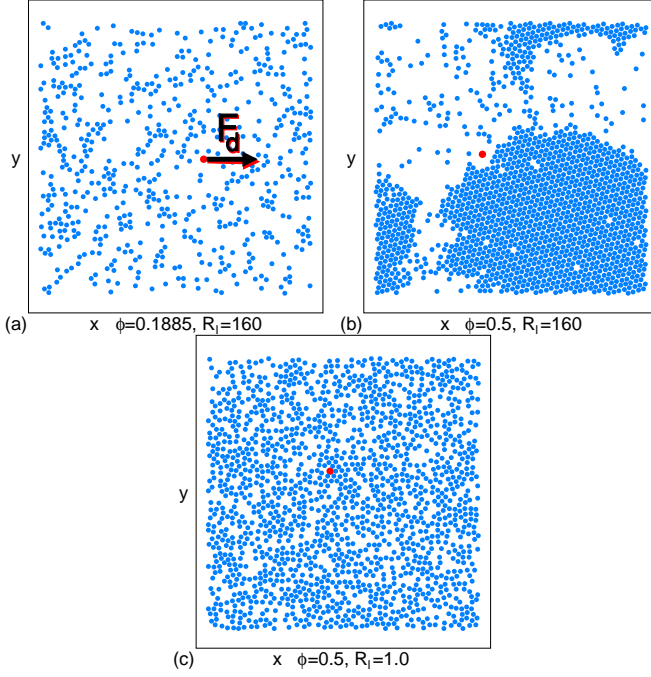 F_d
y
y
(a) x ϕ=0.1885, R_l=160
(b) x ϕ=0.5, R_l=160
y
(c) x ϕ=0.5, R_l=1.0